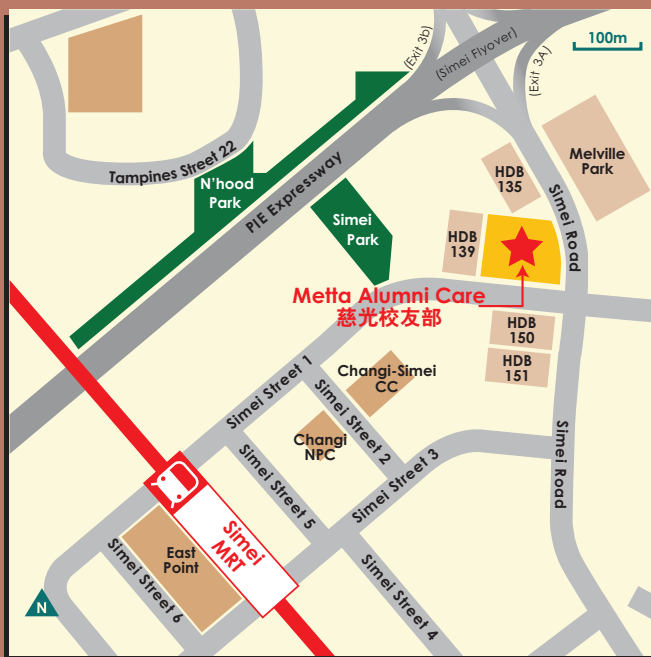 (Exit 3b)
(Simei Flyover)
(Exit 3A)
100m
Tampines Street 22
N'hood
Park
PIE Expressway
Simei
Park
HDB
135
Melville
Park
HDB
139
Simei Road
Metta Alumni Care
慈光校友部
HDB
150
HDB
151
Simei Street 1
Changi-Simei
CC
Simei Street 2
Changi
NPC
Simei Street 3
Simei Road
Simei Street 5
Simei
MRT
East
Point
Simei Street 6
Simei Street 4
N